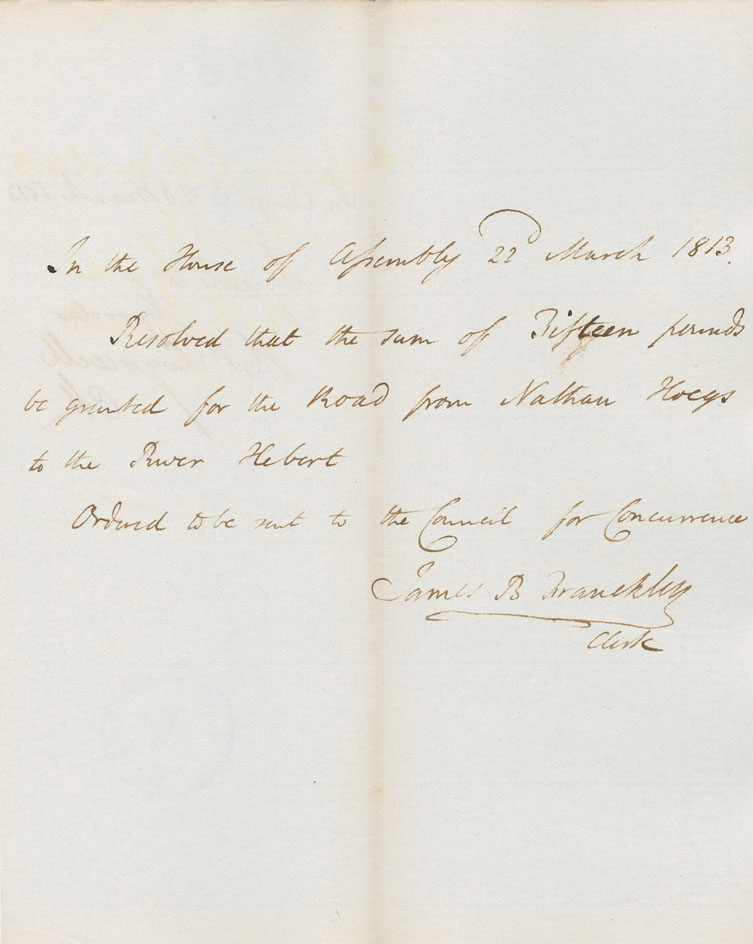 In the House of Assembly 22d March 1813.
Resolved that the sum of Fifteen pounds
be granted for the Road from Nathan Hoegs
to the River Hebert
Ordered to be sent to the Council for Concurrence
James B Franckley
Clerk